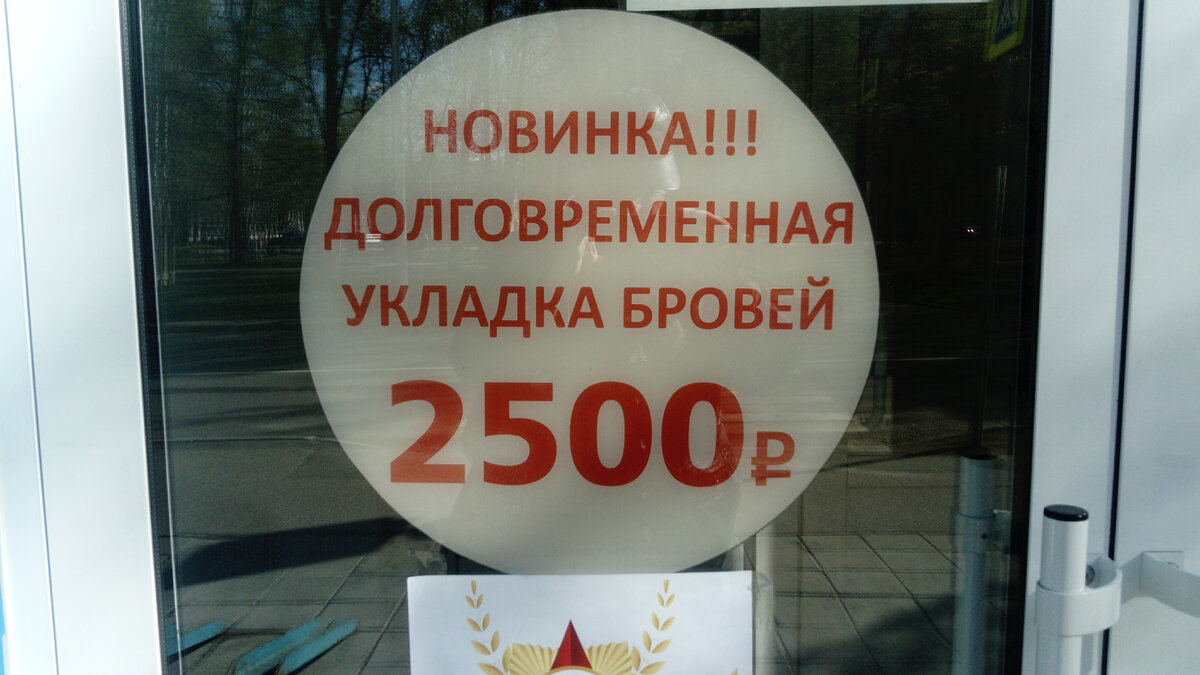 НОВИНКА!!!
ДОЛГОВРЕМЕННАЯ
УКЛАДКА БРОВЕЙ
2500₽